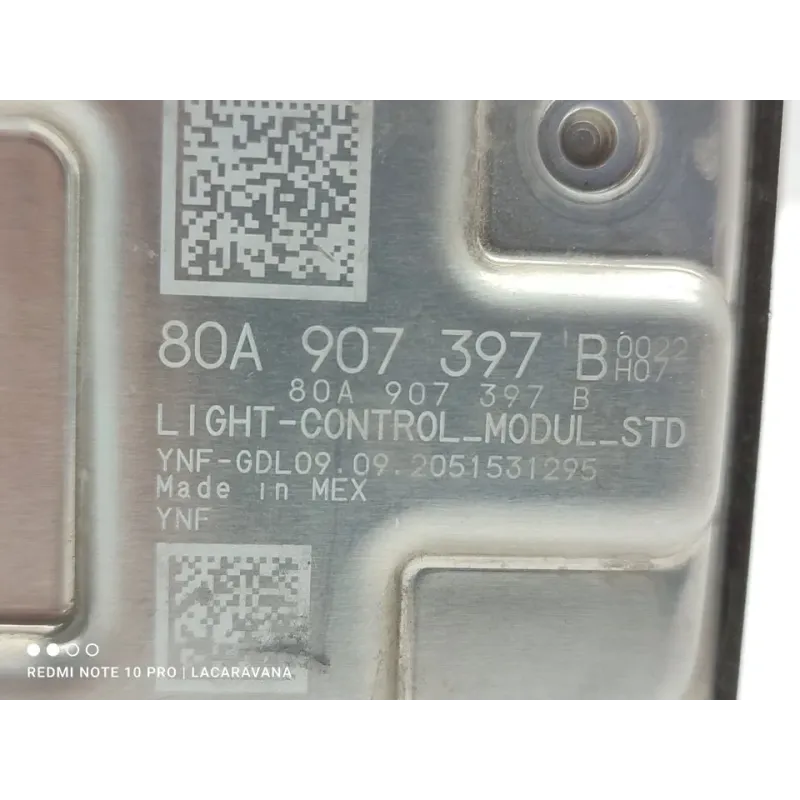 80A 907 397 B 0022
H07
80A 907 397 B
LIGHT-CONTROL_MODUL_STD
YNF-GDL09.09.2051531295
Made in MEX
YNF
REDMI NOTE 10 PRO | LACARAVANA